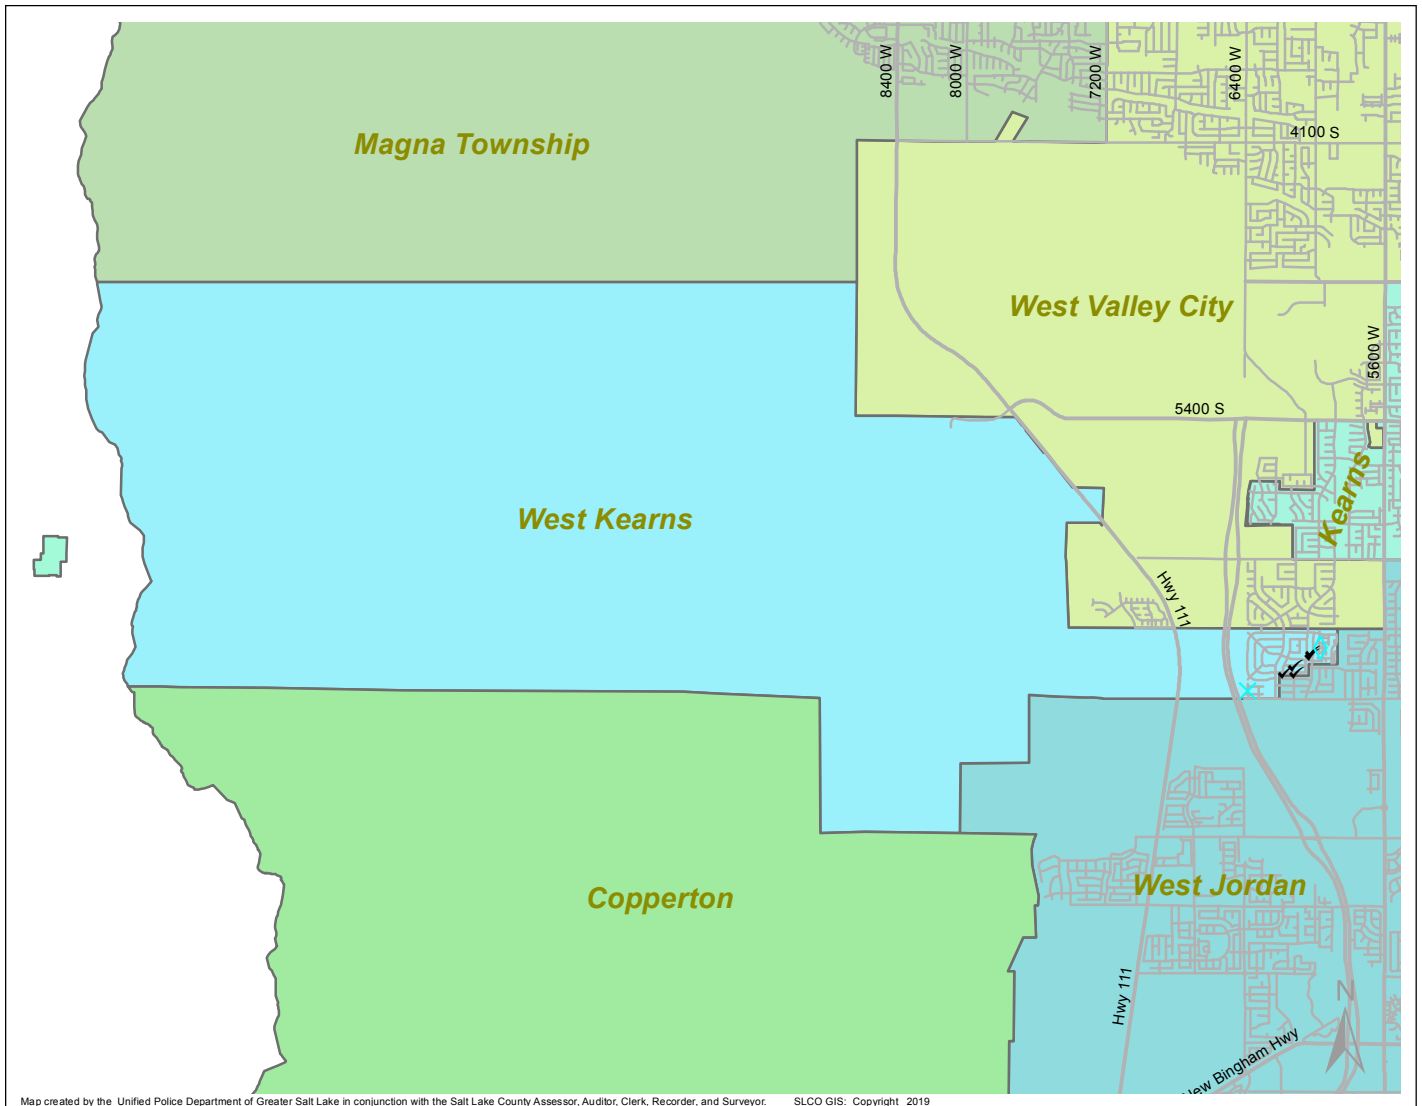 8400 W
8000 W
7200 W
6400 W
4100 S
Magna Township
West Valley City
5600 W
5400 S
Kearns
West Kearns
Hwy 111
Copperton
West Jordan
Hwy 111
N
New Bingham Hwy
Map created by the Unified Police Department of Greater Salt Lake in conjunction with the Salt Lake County Assessor, Auditor, Clerk, Recorder, and Surveyor. SLCO GIS: Copyright 2019